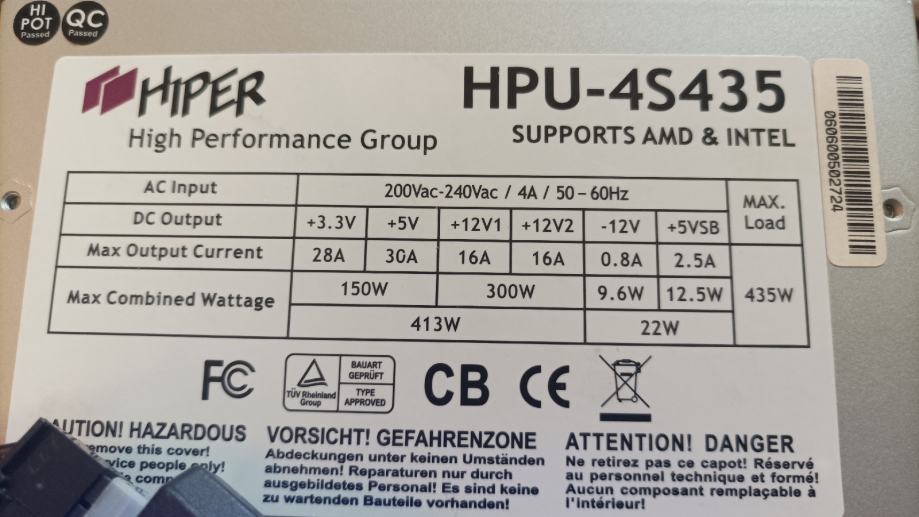 HI
POT
Passed
QC
Passed
HIPER
High Performance Group
HPU-4S435
SUPPORTS AMD & INTEL
060600502724
AC Input 200Vac-240Vac / 4A / 50-60Hz MAX. Load
DC Output +3.3V +5V +12V1 +12V2 -12V +5VSB
Max Output Current 28A 30A 16A 16A 0.8A 2.5A 435W
Max Combined Wattage 150W 300W 9.6W 12.5W
413W 22W
FC
TÜV Rheinland
Group
BAUART
GEPRÜFT
TYPE
APPROVED
CB CE
AUTION! HAZARDOUS
emove this cover!
vice people only!
VORSICHT! GEFAHRENZONE
Abdeckungen unter keinen Umständen
abnehmen! Reparaturen nur durch
ausgebildetes Personal! Es sind keine
zu wartenden Bauteile vorhanden!
ATTENTION! DANGER
Ne retirez pas ce capot! Réservé
au personnel technique et formé!
Aucun composant remplaçable à
l'intérieur!